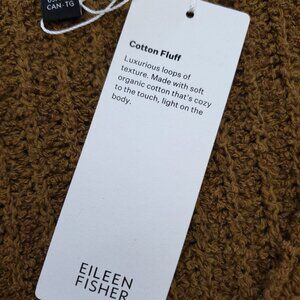 CAN-TG
Cotton Fluff
Luxurious loops of
texture. Made with soft
organic cotton that's cozy
to the touch, light on the
body.
EILEEN
FISHER